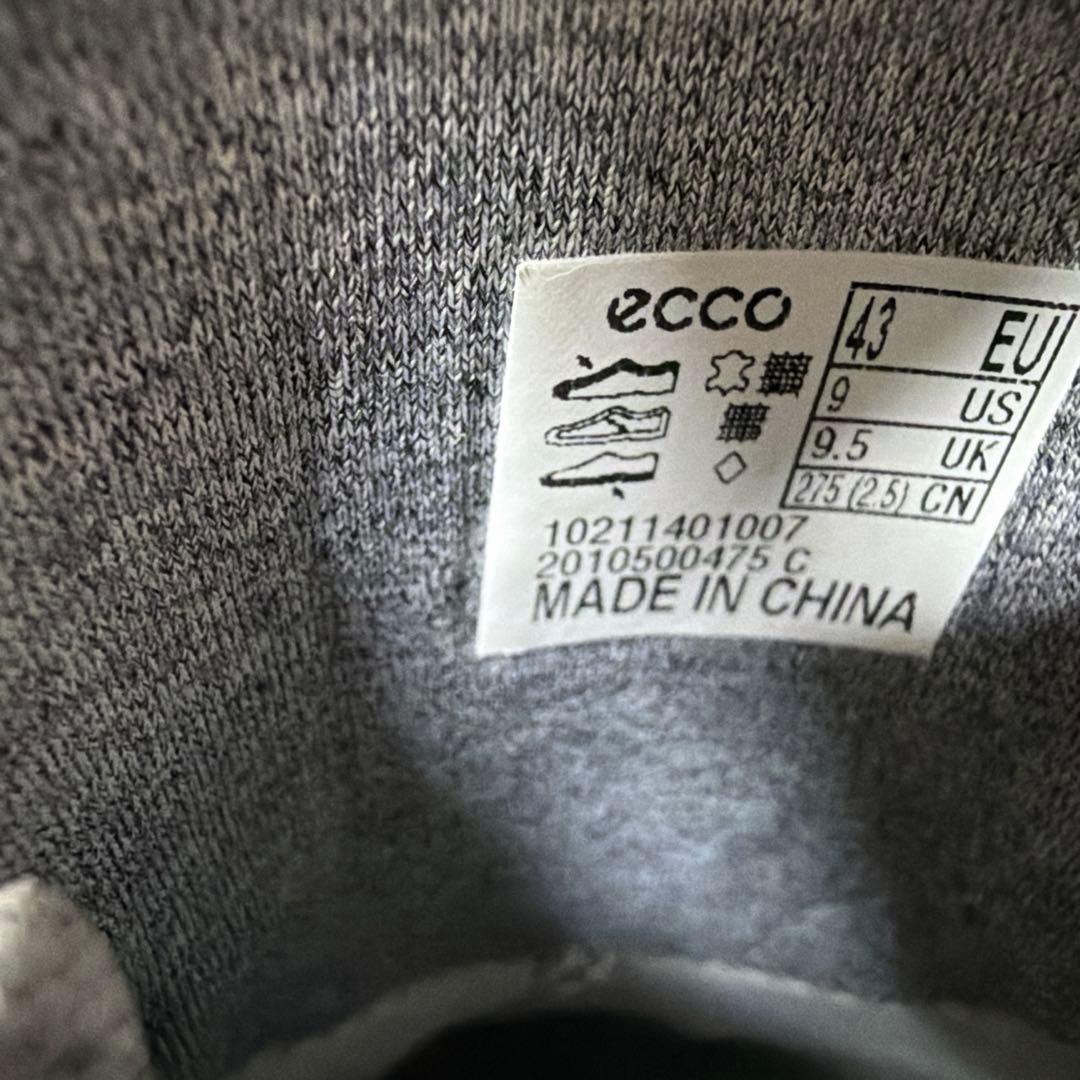 ecco
43 EU
9 US
9.5 UK
275 (2.5) CN
10211401007
2010500475 C
MADE IN CHINA